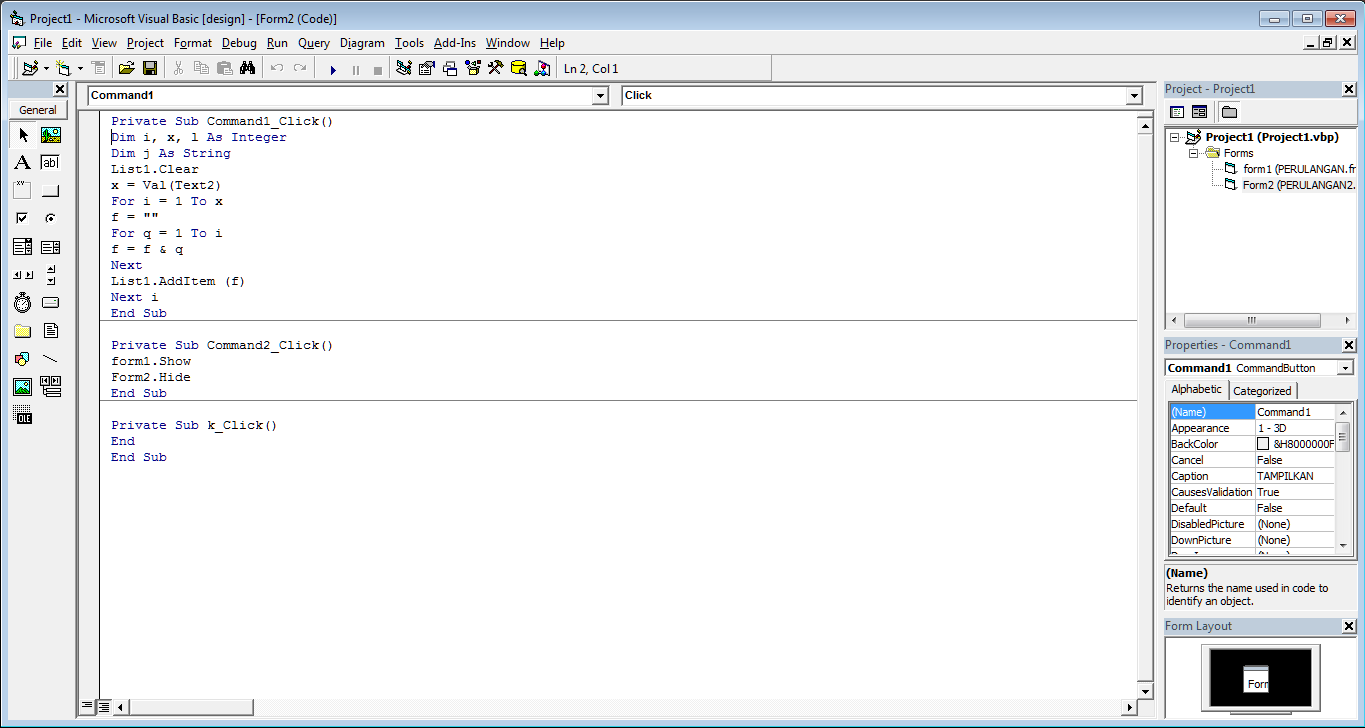 Project1 - Microsoft Visual Basic [design] - [Form2 (Code)]
File Edit View Project Format Debug Run Query Diagram Tools Add-Ins Window Help
Ln 2, Col 1
General
A
ab|
XY
OLE
Command1
Click
Private Sub Command1_Click()
Dim i, x, l As Integer
Dim j As String
List1.Clear
x = Val(Text2)
For i = 1 To x
f = ""
For q = 1 To i
f = f & q
Next
List1.AddItem (f)
Next i
End Sub
Private Sub Command2_Click()
form1.Show
Form2.Hide
End Sub
Private Sub k_Click()
End
End Sub
Project - Project1
Project1 (Project1.vbp)
Forms
form1 (PERULANGAN.fr
Form2 (PERULANGAN2.
Properties - Command1
Command1 CommandButton
Alphabetic Categorized
(Name) Command1
Appearance 1 - 3D
BackColor &H8000000F
Cancel False
Caption TAMPILKAN
CausesValidation True
Default False
DisabledPicture (None)
DownPicture (None)
(Name)
Returns the name used in code to
identify an object.
Form Layout
Forr